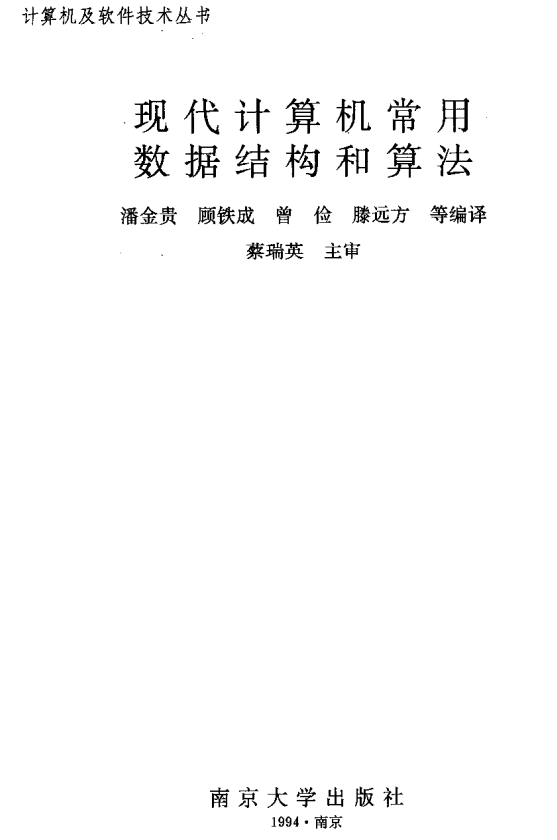 计算机及软件技术丛书
现代计算机常用
数据结构和算法
潘金贵 顾铁成 曾 俭 滕远方 等编译
蔡瑞英 主审
南京大学出版社
1994·南京